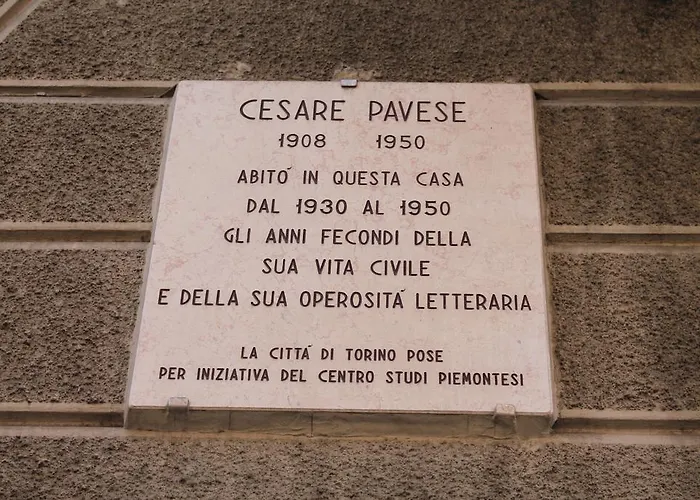 CESARE PAVESE
1908 1950
ABITÒ IN QUESTA CASA
DAL 1930 AL 1950
GLI ANNI FECONDI DELLA
SUA VITA CIVILE
E DELLA SUA OPEROSITÀ LETTERARIA
LA CITTÀ DI TORINO POSE
PER INIZIATIVA DEL CENTRO STUDI PIEMONTESI